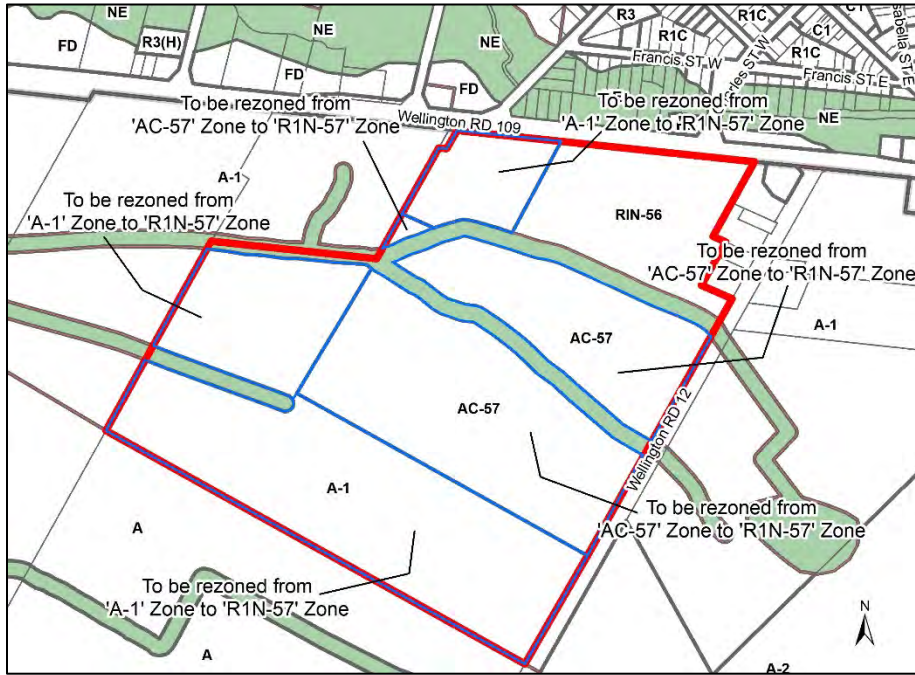 R3
C1
NE
R1C
NE
FD
R3(H)
NE
R1C
Francis ST W
Francis ST E
FD
FD
NE
To be rezoned from
'AC-57' Zone to 'R1N-57' Zone
Wellington RD 109
To be rezoned from
'A-1' Zone to 'R1N-57' Zone
A-1
To be rezoned from
'A-1' Zone to 'R1N-57' Zone
RIN-56
To be rezoned from
'AC-57' Zone to 'R1N-57' Zone
A-1
AC-57
AC-57
Wellington RD 12
A-1
To be rezoned from
'AC-57' Zone to 'R1N-57' Zone
A
To be rezoned from
'A-1' Zone to 'R1N-57' Zone
N
A
A-2